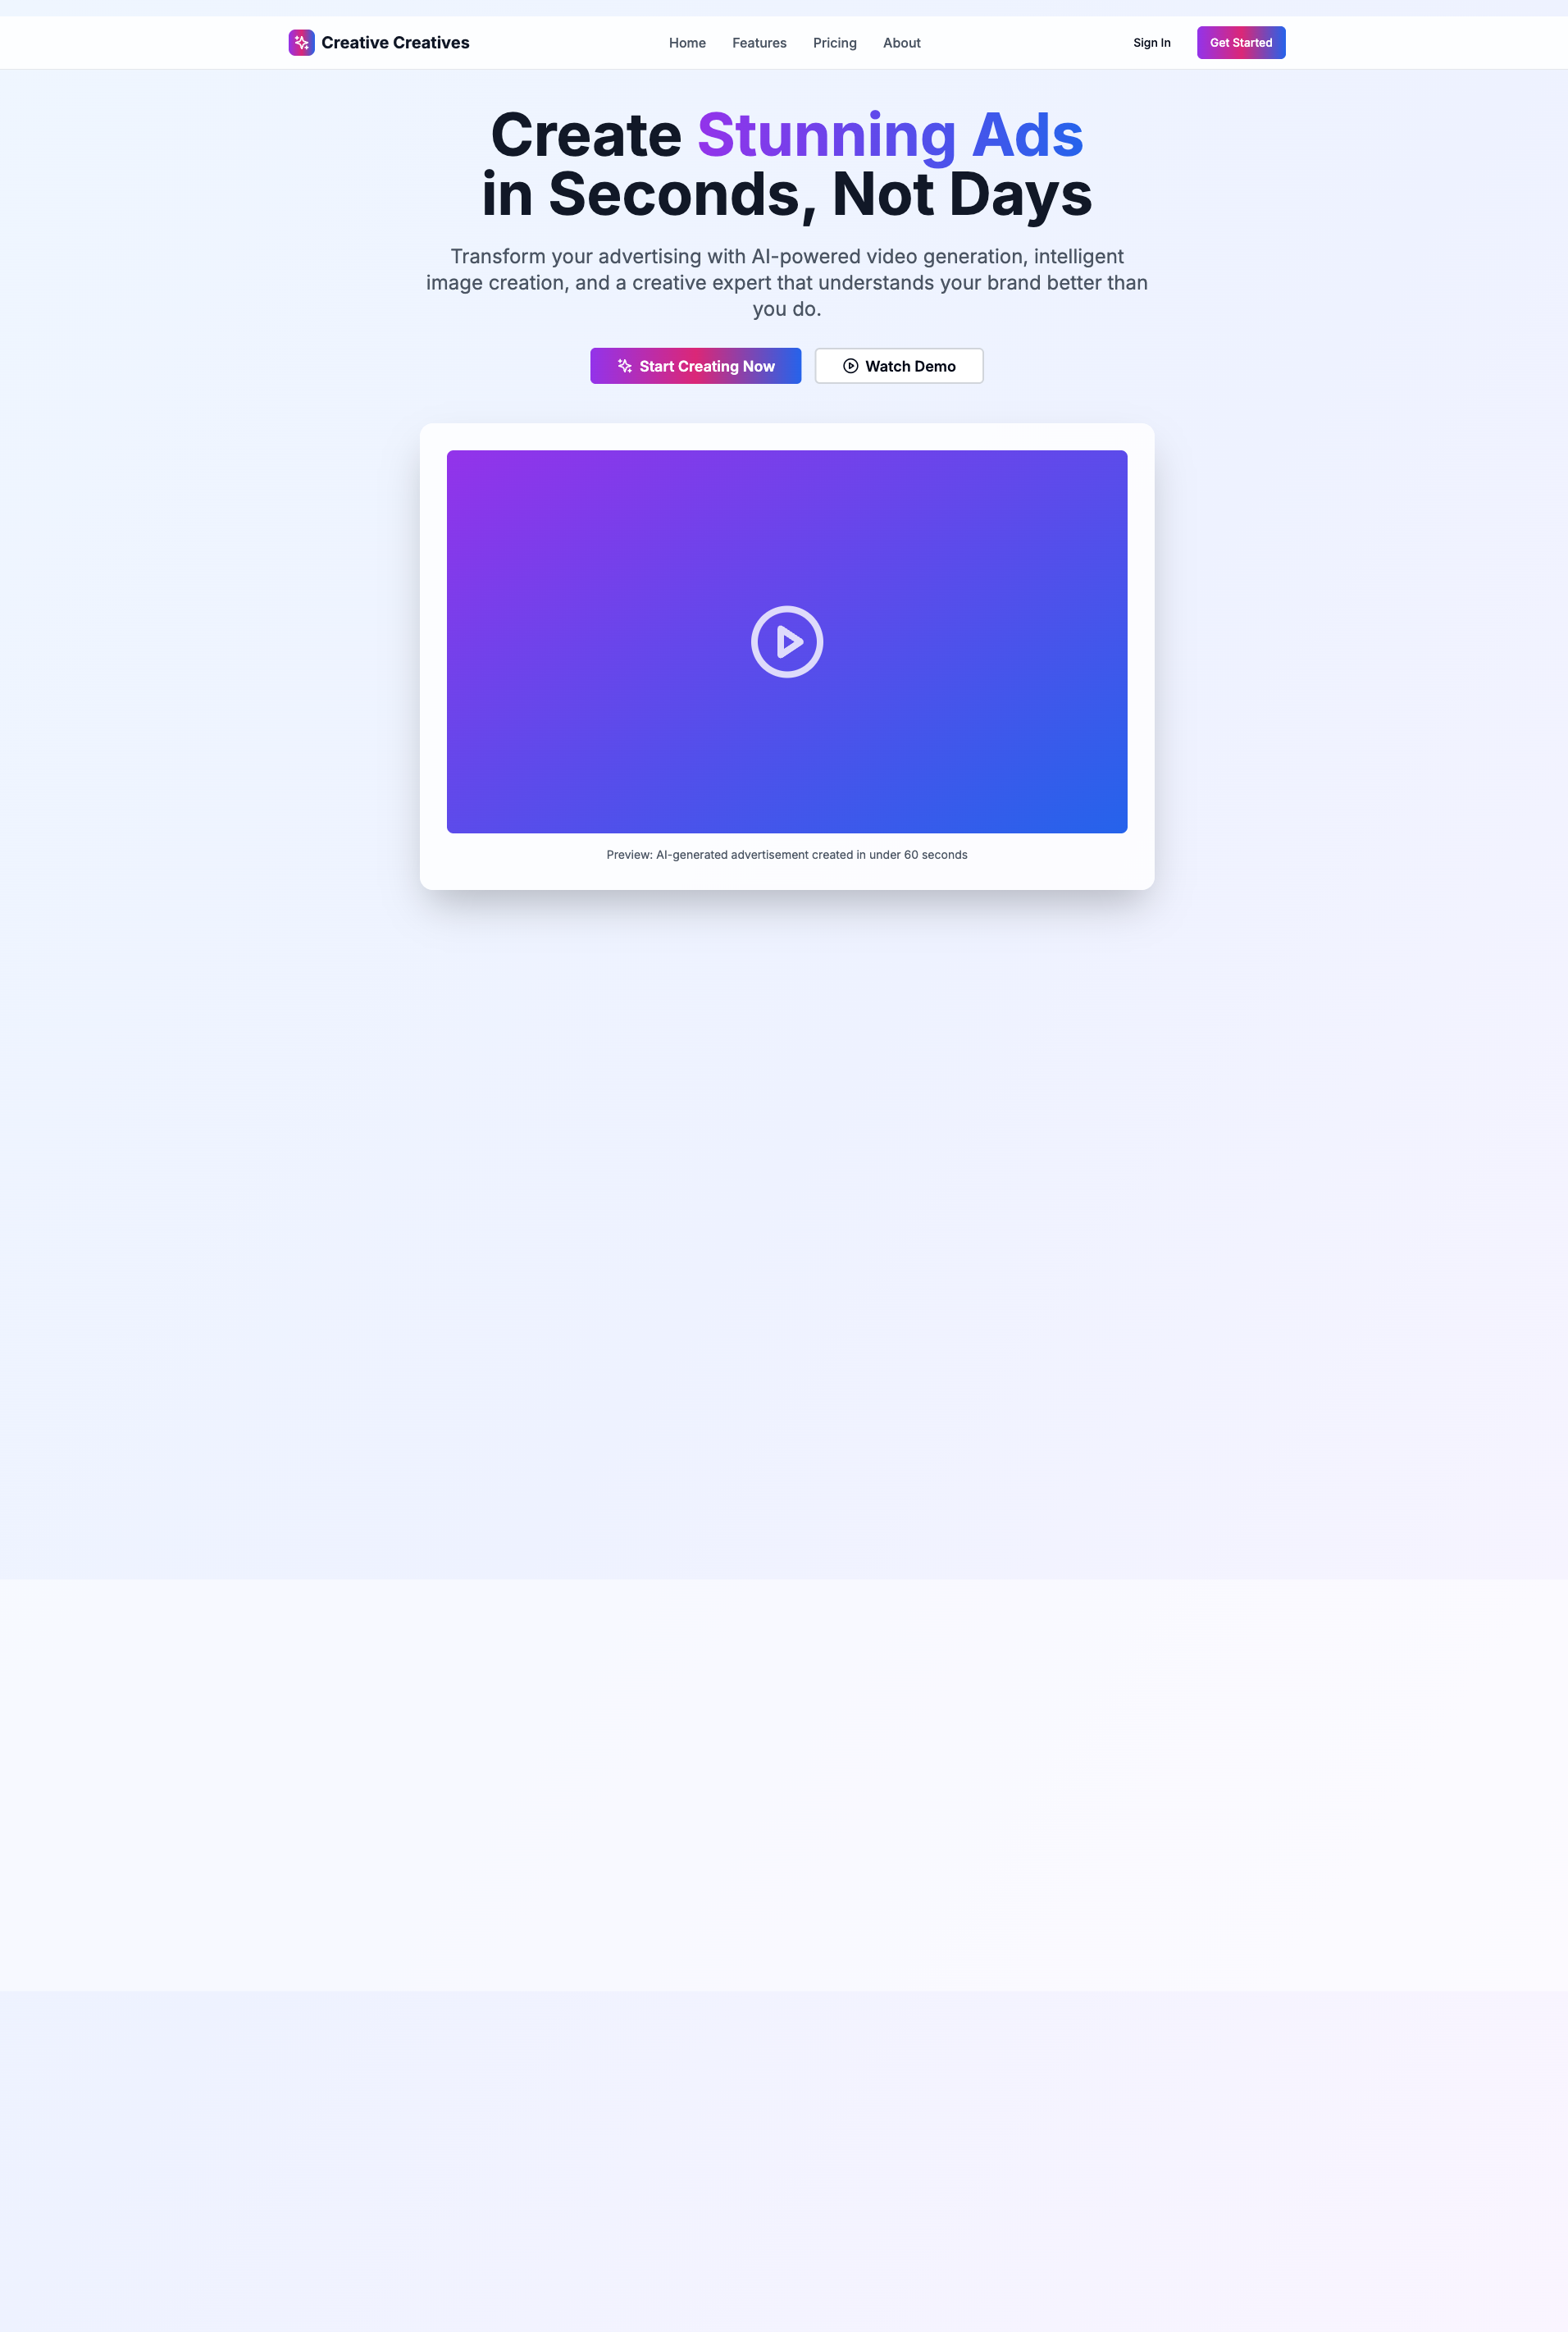 Creative Creatives
Home
Features
Pricing
About
Sign In
Get Started
Create Stunning Ads
in Seconds, Not Days
Transform your advertising with AI-powered video generation, intelligent
image creation, and a creative expert that understands your brand better than
you do.
Start Creating Now
Watch Demo
Preview: AI-generated advertisement created in under 60 seconds